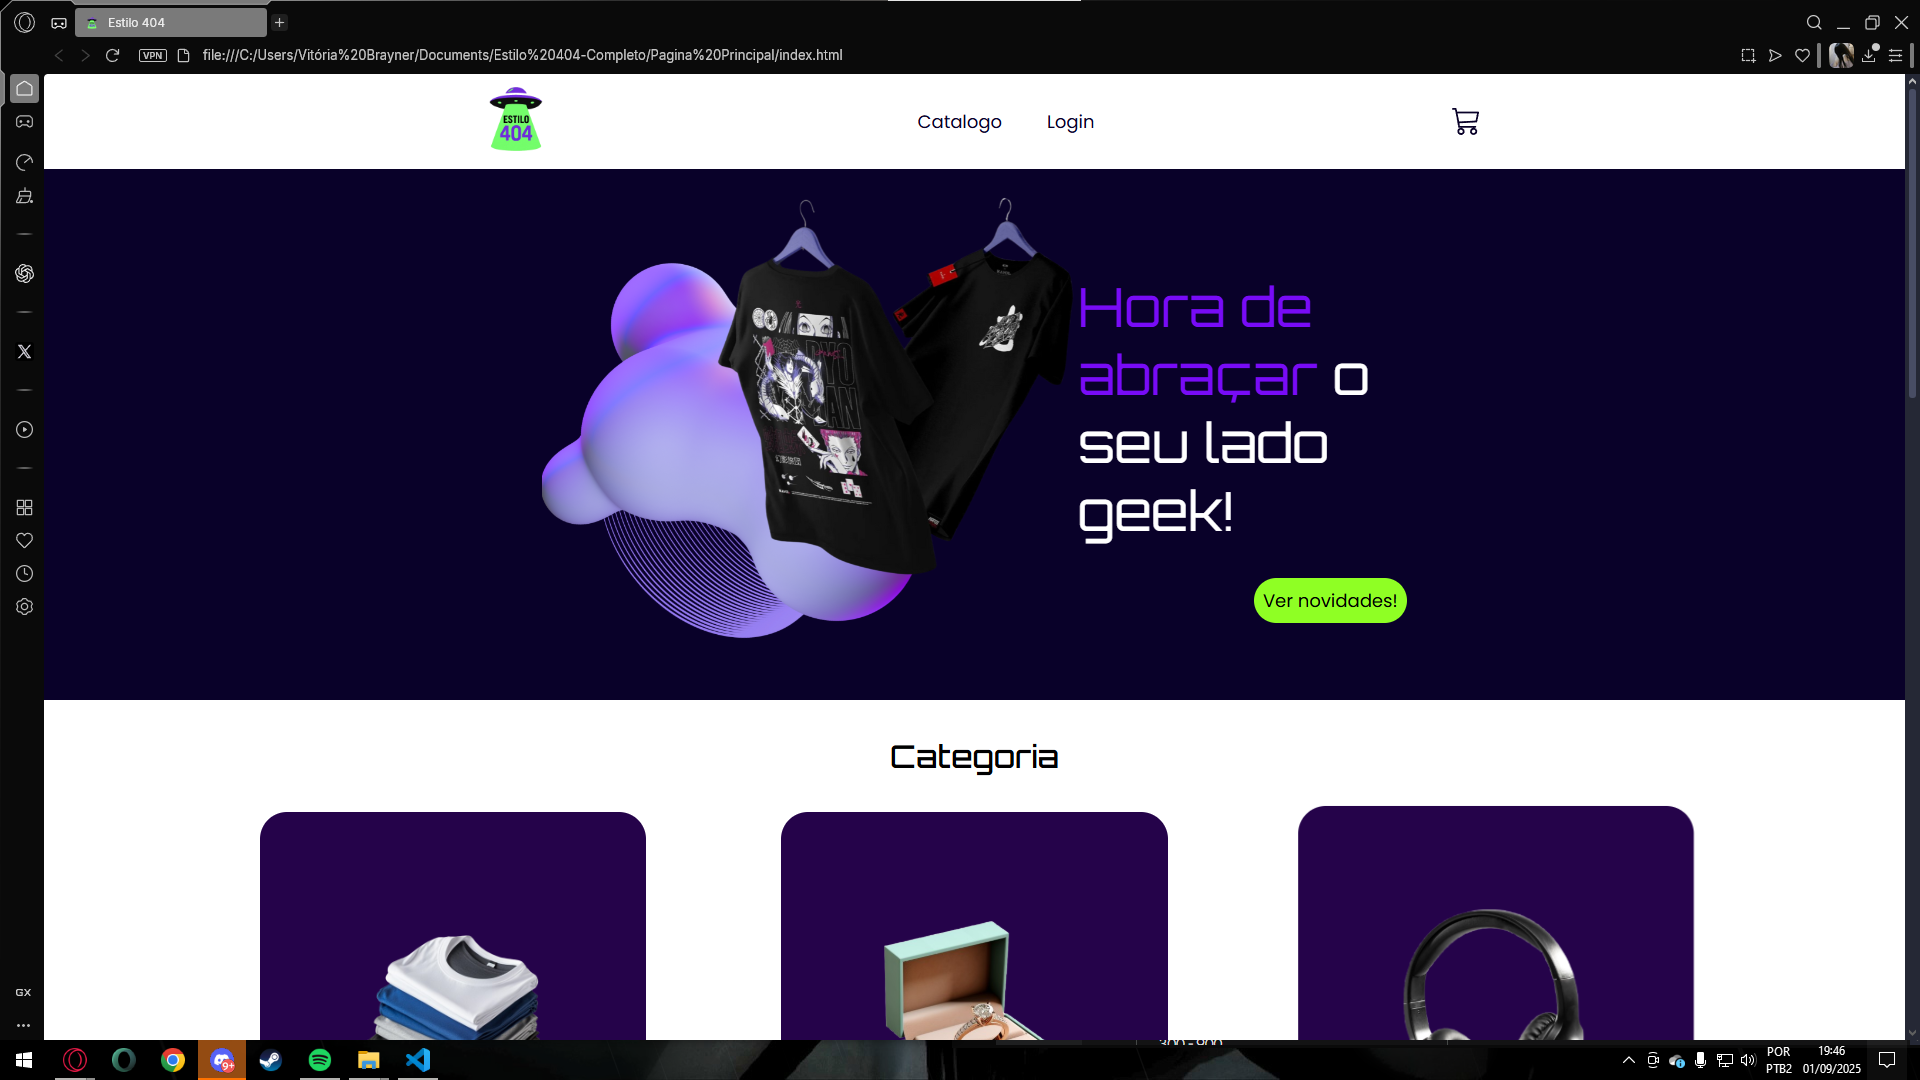 Estilo 404
VPN
file:///C:/Users/Vitória%20Brayner/Documents/Estilo%20404-Completo/Pagina%20Principal/index.html
ESTILO
404
Catalogo
Login
Hora de
abraçar o
seu lado
geek!
Ver novidades!
Categoria
GX
9+
POR
PTB2
19:46
01/09/2025